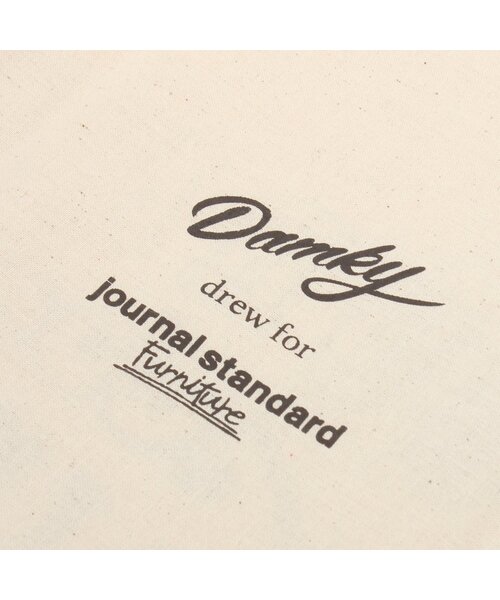 Damky
drew for
journal standard
Furniture